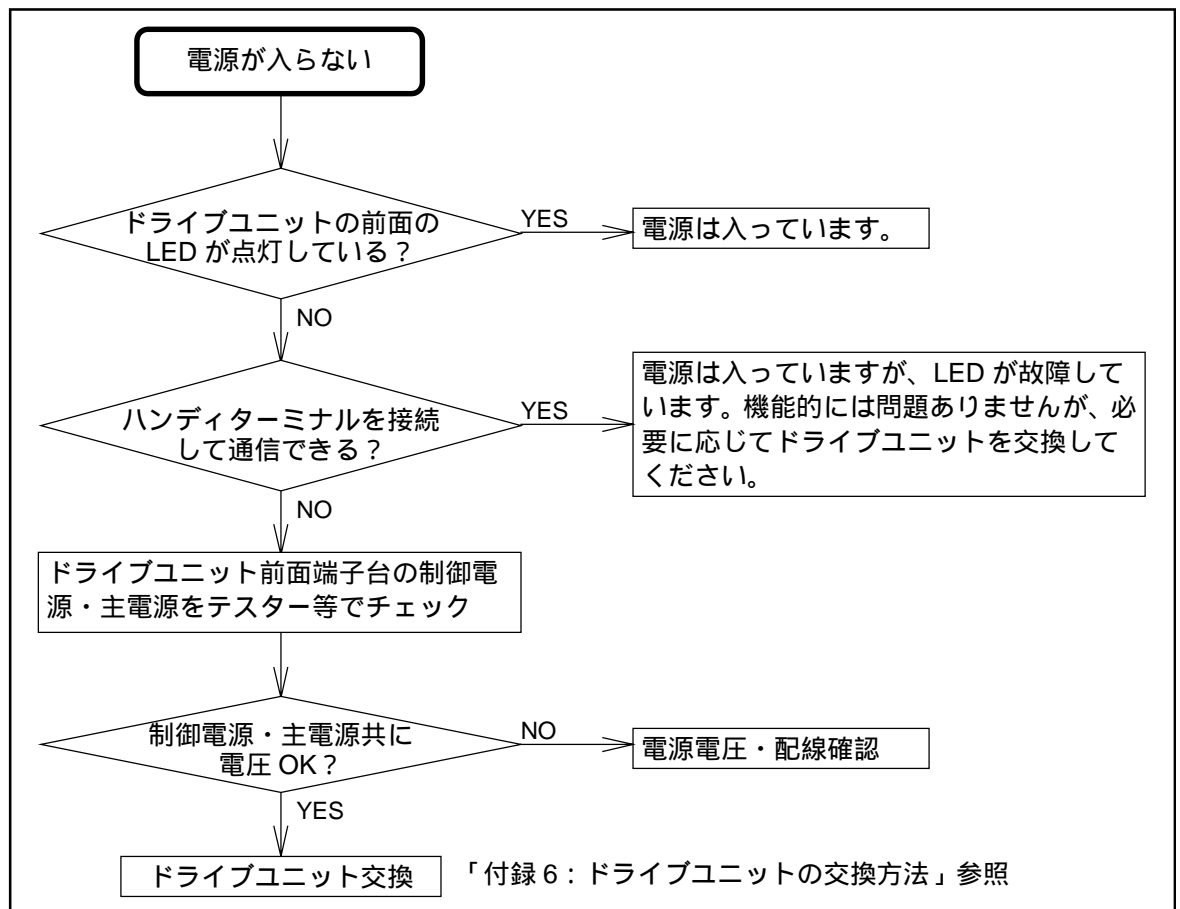 電源が入らない
ドライブユニットの前面の
LED が点灯している?
YES
電源は入っています。
NO
ハンディターミナルを接続
して通信できる?
YES
電源は入っていますが、LED が故障して
います。機能的には問題ありませんが、必
要に応じてドライブユニットを交換して
ください。
NO
ドライブユニット前面端子台の制御電
源・主電源をテスター等でチェック
制御電源・主電源共に
電圧 OK?
NO
電源電圧・配線確認
YES
ドライブユニット交換
「付録 6:ドライブユニットの交換方法」参照